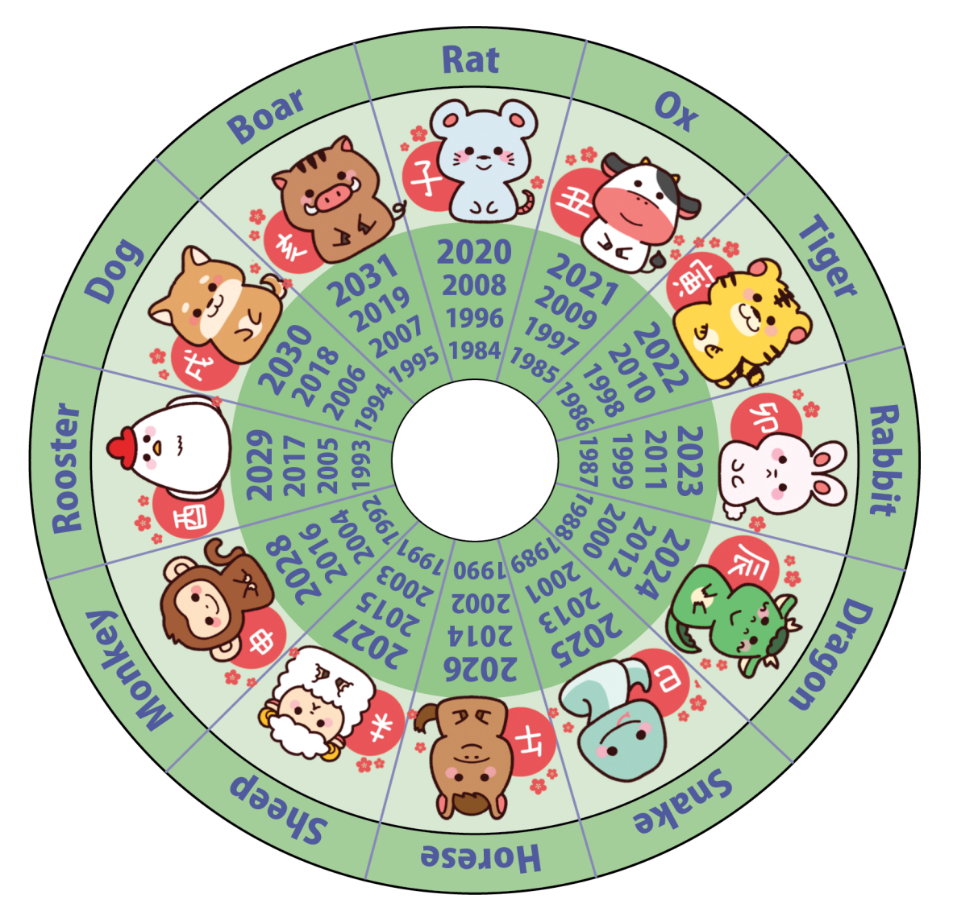 Rat
子
2020
2008
1996
1984
Ox
丑
2021
2009
1997
1985
Tiger
寅
2022
2010
1998
1986
Rabbit
卯
2023
2011
1999
1987
Dragon
辰
2024
2012
2000
1988
Snake
巳
2025
2013
2001
1989
Horese
午
2026
2014
2002
1990
Sheep
未
2027
2015
2003
1991
Monkey
申
2028
2016
2004
1992
Rooster
酉
2029
2017
2005
1993
Dog
戌
2030
2018
2006
1994
Boar
亥
2031
2019
2007
1995